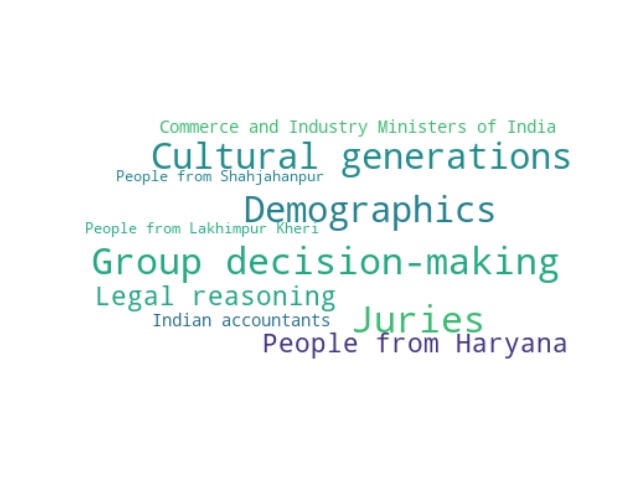 Commerce and Industry Ministers of India
Cultural generations
People from Shahjahanpur
Demographics
People from Lakhimpur Kheri
Group decision-making
Legal reasoning
Juries
Indian accountants
People from Haryana